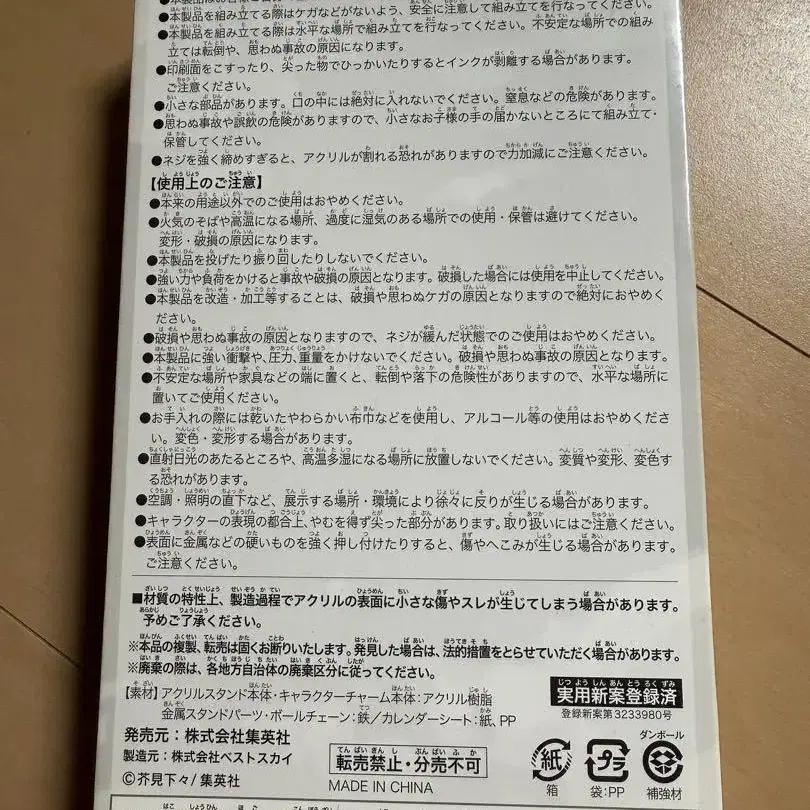 ●本製品を組み立てる際はケガなどがないよう、安全に注意して組み立てを行なってください。
●本製品を組み立てる際は水平な場所で組み立てを行なってください。不安定な場所での組み
立ては転倒や、思わぬ事故の原因になります。
●印刷面をこすったり、尖った物でひっかいたりするとインクが剥離する場合があります。
ご注意ください。
●小さな部品があります。口の中には絶対に入れないでください。窒息などの危険があります。
●思わぬ事故や誤飲の危険がありますので、小さなお子様の手の届かないところにて組み立て・
保管してください。
●ネジを強く締めすぎると、アクリルが割れる恐れがありますので力加減にご注意ください。
【使用上のご注意】
●本来の用途以外でのご使用はおやめください。
●火気のそばや高温になる場所、過度に湿気のある場所での使用・保管は避けてください。
変形・破損の原因になります。
●本製品を投げたり振り回したりしないでください。
●強い力や負荷をかけると事故や破損の原因となります。破損した場合には使用を中止してください。
●本製品を改造・加工等することは、破損や思わぬケガの原因となりますので絶対におやめく
ださい。
●破損や思わぬ事故の原因となりますので、ネジが緩んだ状態でのご使用はおやめください。
●本製品に強い衝撃や、圧力、重量をかけないでください。破損や思わぬ事故の原因となります。
●不安定な場所や家具などの端に置くと、転倒や落下の危険性がありますので、水平な場所に
置いてご使用ください。
●お手入れの際には乾いたやわらかい布巾などを使用し、アルコール等の使用はおやめくださ
い。変色・変形する場合があります。
●直射日光のあたるところや、高温多湿になる場所に放置しないでください。変質や変形、変色す
る恐れがあります。
●空調・照明の直下など、展示する場所・環境により徐々に反りが生じる場合があります。
●キャラクターの表現の都合上、やむを得ず尖った部分があります。取り扱いにはご注意ください。
●表面に金属などの硬いものを強く押し付けたりすると、傷やへこみが生じる場合があります。
ご注意ください。
■材質の特性上、製造過程でアクリルの表面に小さな傷やスレが生じてしまう場合があります。
予めご了承ください。
※本品の複製、転売は固くお断りいたします。発見した場合は、法的措置をとらせていただく場合があります。
※廃棄の際は、各地方自治体の廃棄区分に従ってください。
【素材】アクリルスタンド本体・キャラクターチャーム本体：アクリル樹脂
金属スタンドパーツ・ボールチェーン：鉄／カレンダーシート：紙、PP
実用新案登録済
登録新案第3233980号
発売元：株式会社集英社
製造元：株式会社ベストスカイ
©芥見下々/集英社
転売禁止・分売不可
MADE IN CHINA
紙
箱
プラ
袋：PP
ダンボール
補強材